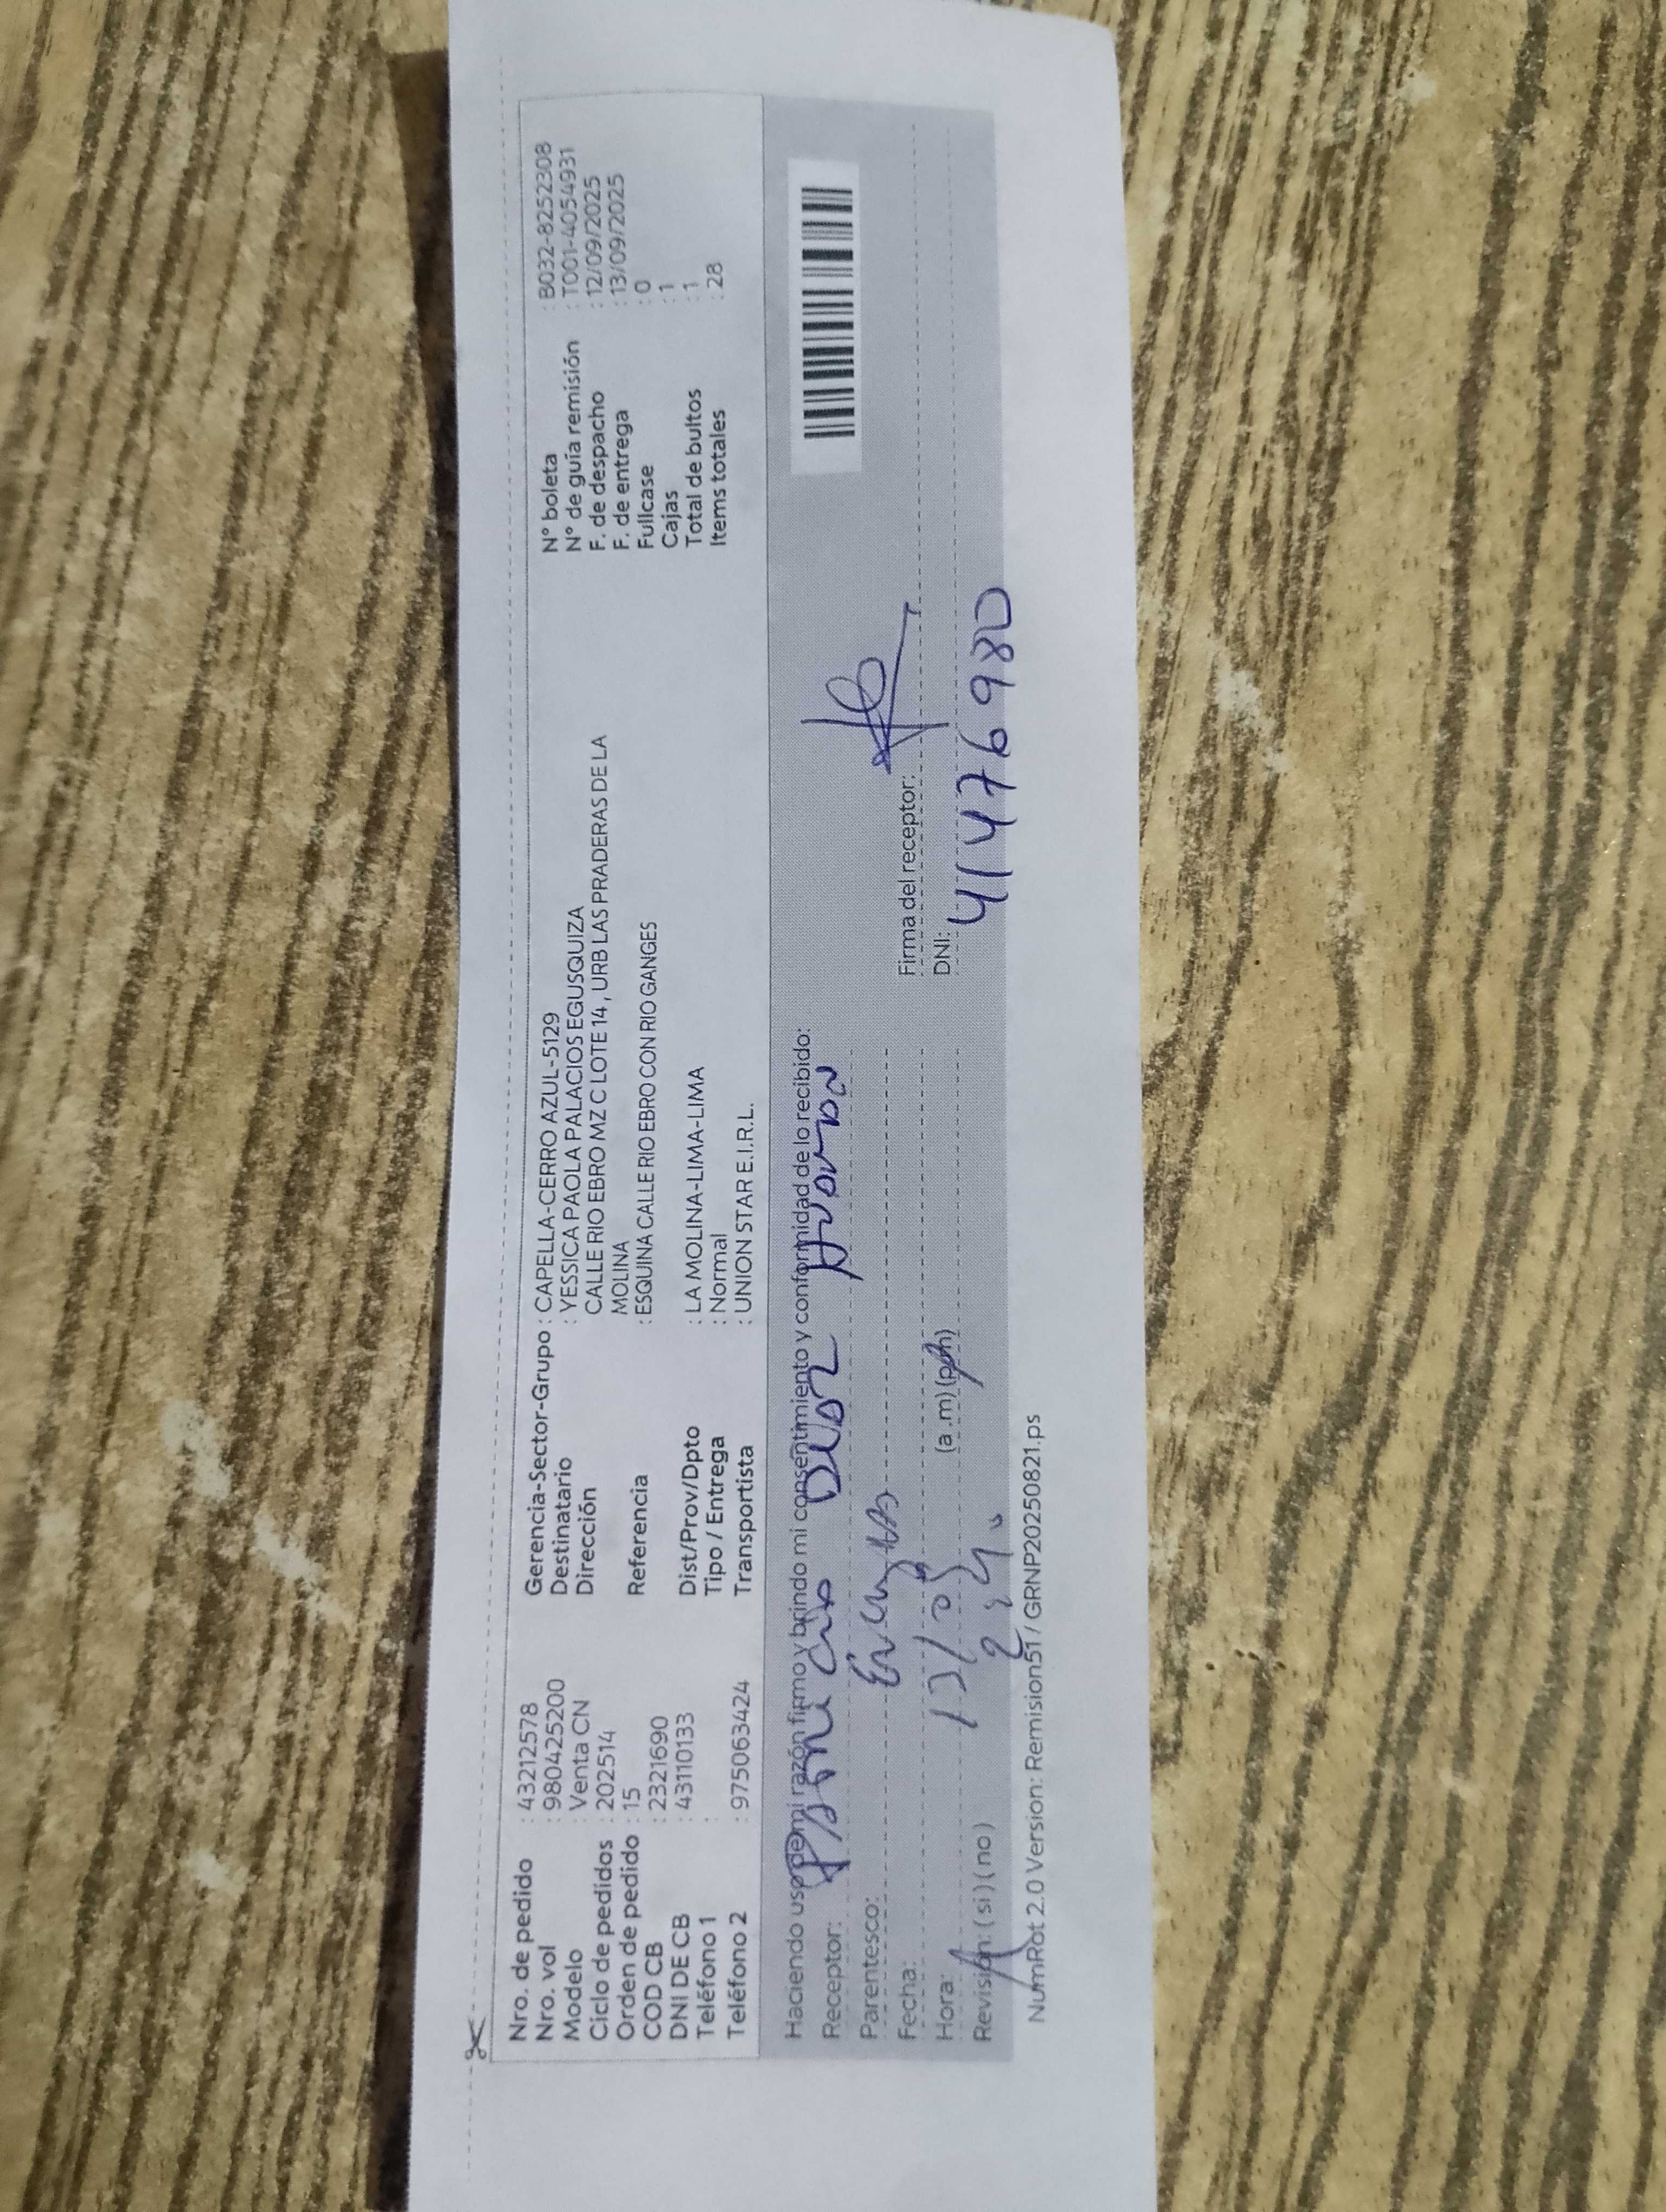 Nro. de pedido : 43212578
Nro. vol : 980425200
Modelo : Venta CN
Ciclo de pedidos : 202514
Orden de pedido : 15
COD CB : 2321690
DNI DE CB : 43110133
Teléfono 1 :
Teléfono 2 : 975063424
Gerencia-Sector-Grupo : CAPELLA-CERRO AZUL-5129
Destinatario : YESSICA PAOLA PALACIOS EGUSQUIZA
Dirección CALLE RIO EBRO MZ C LOTE 14, URB LAS PRADERAS DE LA
MOLINA
Referencia : ESQUINA CALLE RIO EBRO CON RIO GANGES
Dist/Prov/Dpto : LA MOLINA-LIMA-LIMA
Tipo / Entrega : Normal
Transportista : UNION STAR E.I.R.L.
N° boleta : B032-8252308
N° de guía remisión : T001-4054931
F. de despacho : 12/09/2025
F. de entrega : 13/09/2025
Fullcase : 0
Cajas : 1
Total de bultos : 1
Items totales : 28
Haciendo uso de mi razón firmo y brindo mi consentimiento y conformidad de lo recibido:
Receptor:
Parentesco:
Fecha:
Hora: (a .m) (pm)
Revisión: (si) (no)
Firma del receptor:
DNI: 41476980
NumRot 2.0 Version: Remision51 / GRNP20250821.ps